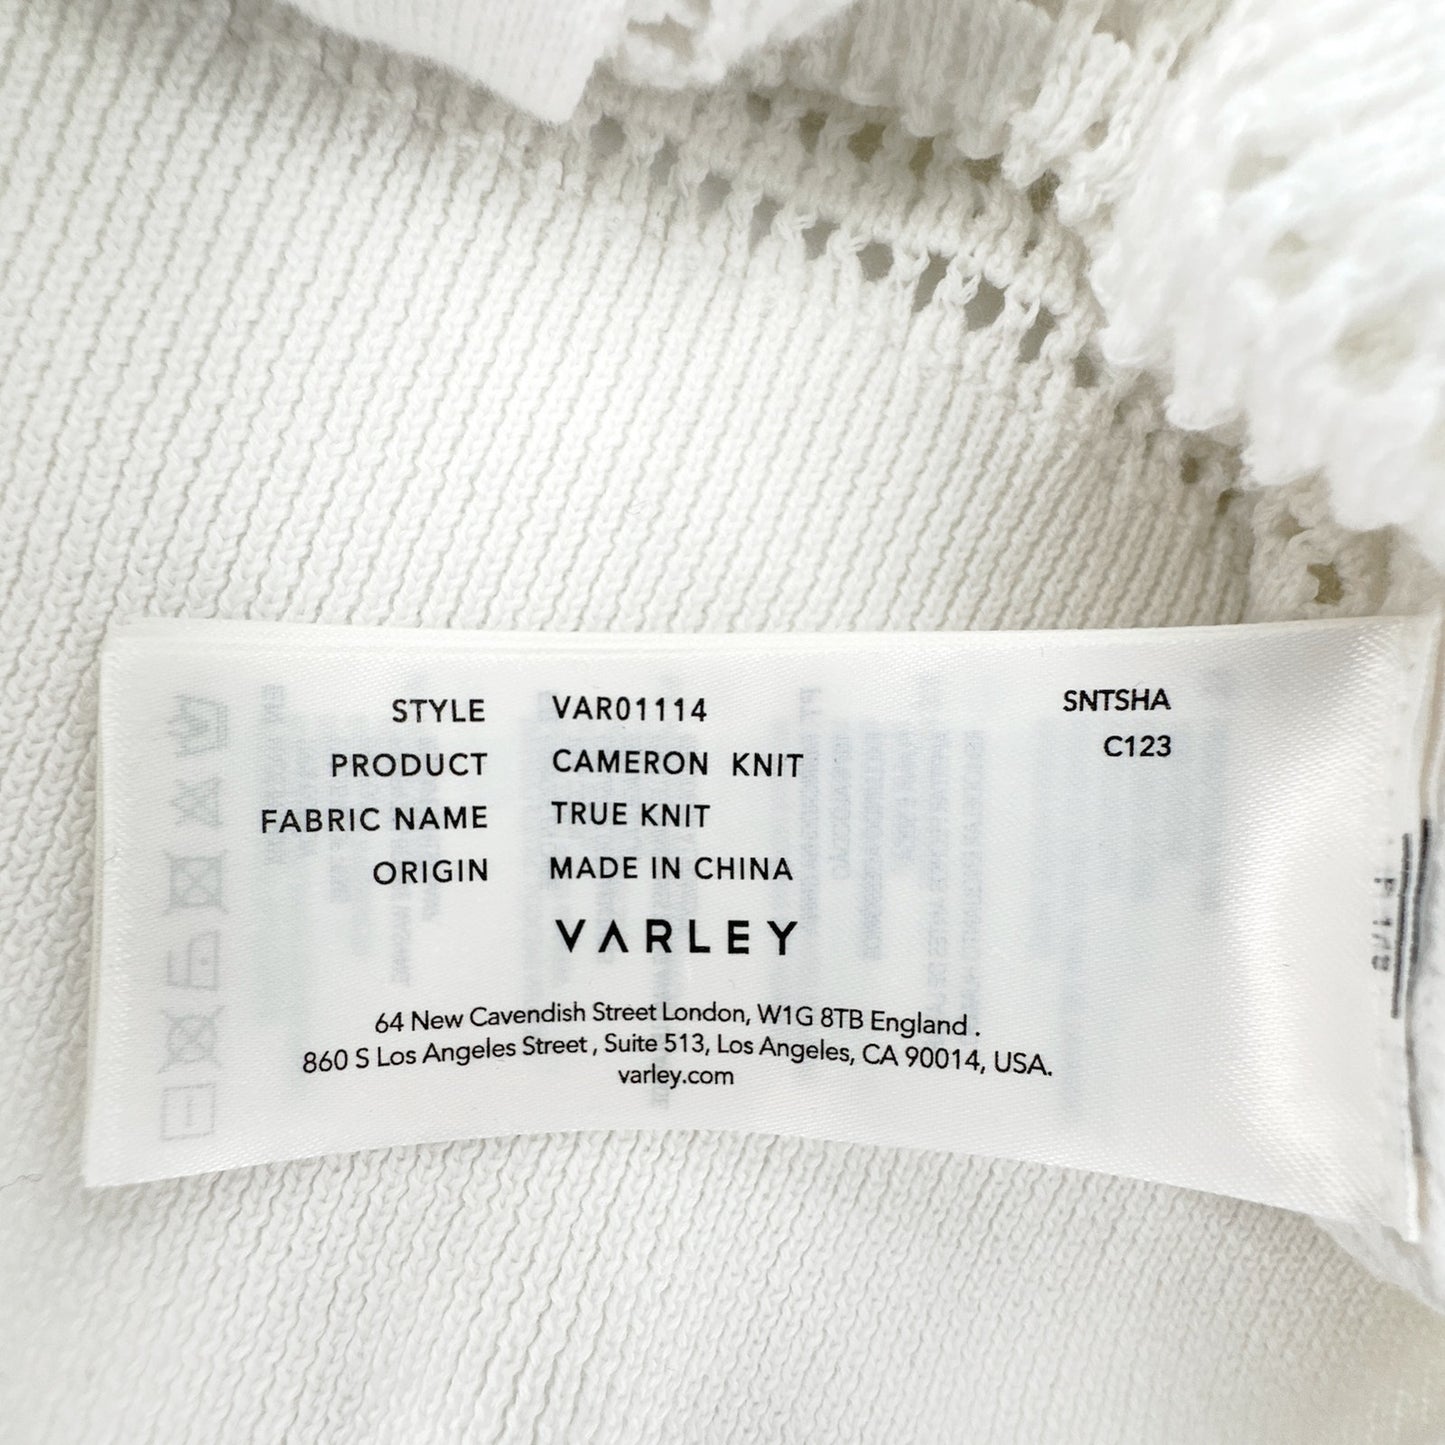 STYLE VAR01114
PRODUCT CAMERON KNIT
FABRIC NAME TRUE KNIT
ORIGIN MADE IN CHINA
SNTSHA
C123
VARLEY
64 New Cavendish Street London, W1G 8TB England .
860 S Los Angeles Street , Suite 513, Los Angeles, CA 90014, USA.
varley.com